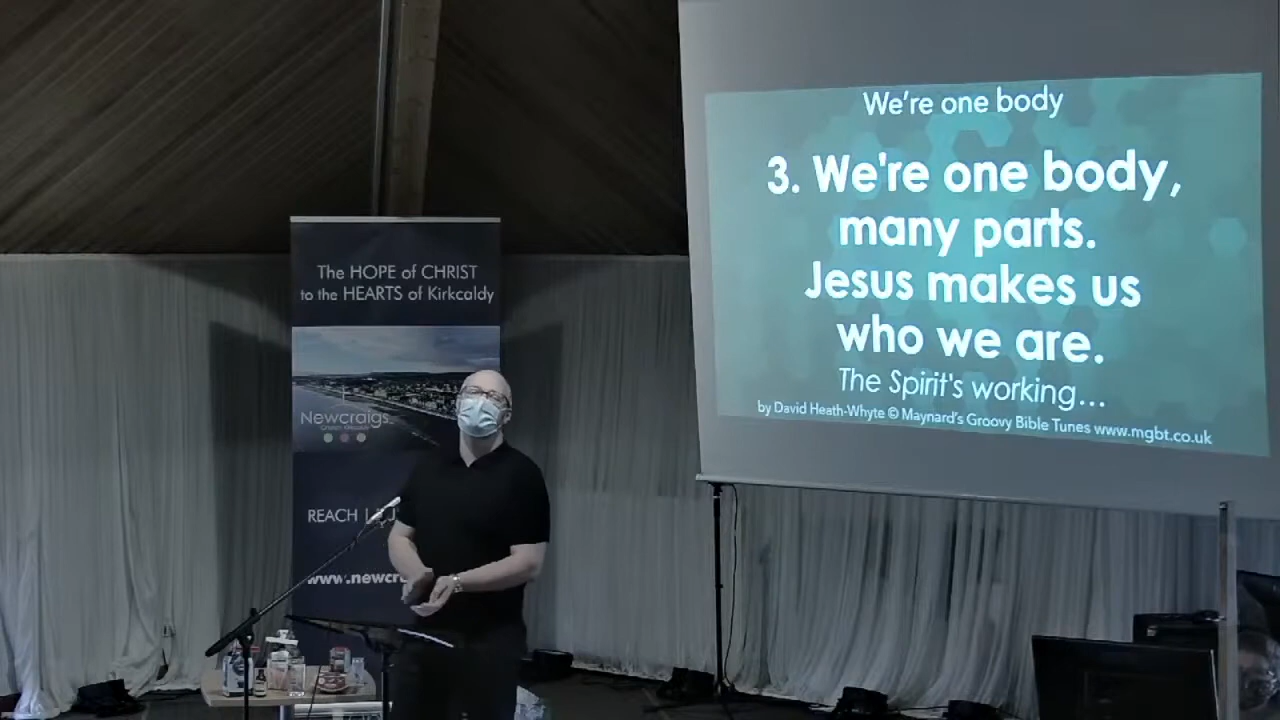 We're one body
3. We're one body,
many parts.
Jesus makes us
who we are.
The Spirit's working...
by David Heath-Whyte © Maynard's Groovy Bible Tunes www.mgbt.co.uk
The HOPE of CHRIST
to the HEARTS of Kirkcaldy
Newcraigs
REACH
www.newcr